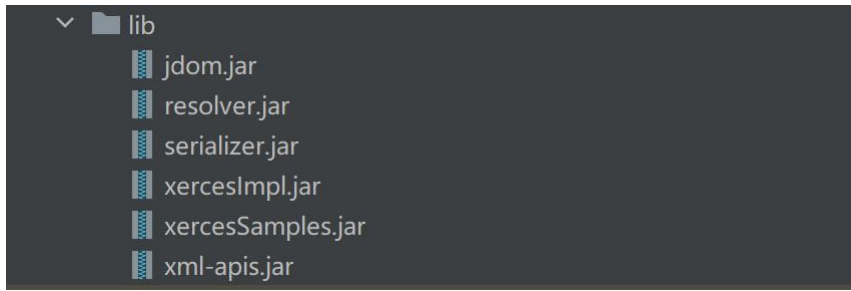 lib
jdom.jar
resolver.jar
serializer.jar
xercesImpl.jar
xercesSamples.jar
xml-apis.jar